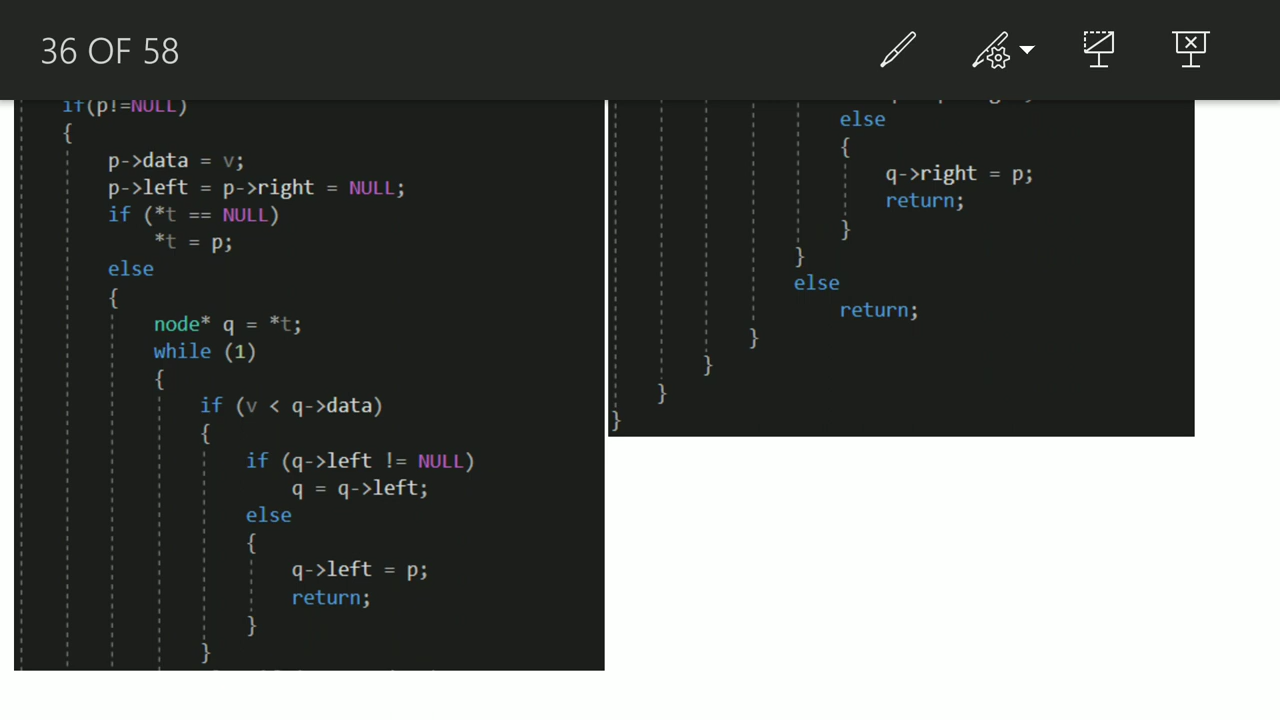 36 OF 58
if(p!=NULL)
{
p->data = v;
p->left = p->right = NULL;
if (*t == NULL)
*t = p;
else
{
node* q = *t;
while (1)
{
if (v < q->data)
{
if (q->left != NULL)
q = q->left;
else
{
q->left = p;
return;
}
}
else
{
q->right = p;
return;
}
}
else
return;
}
}
}
}